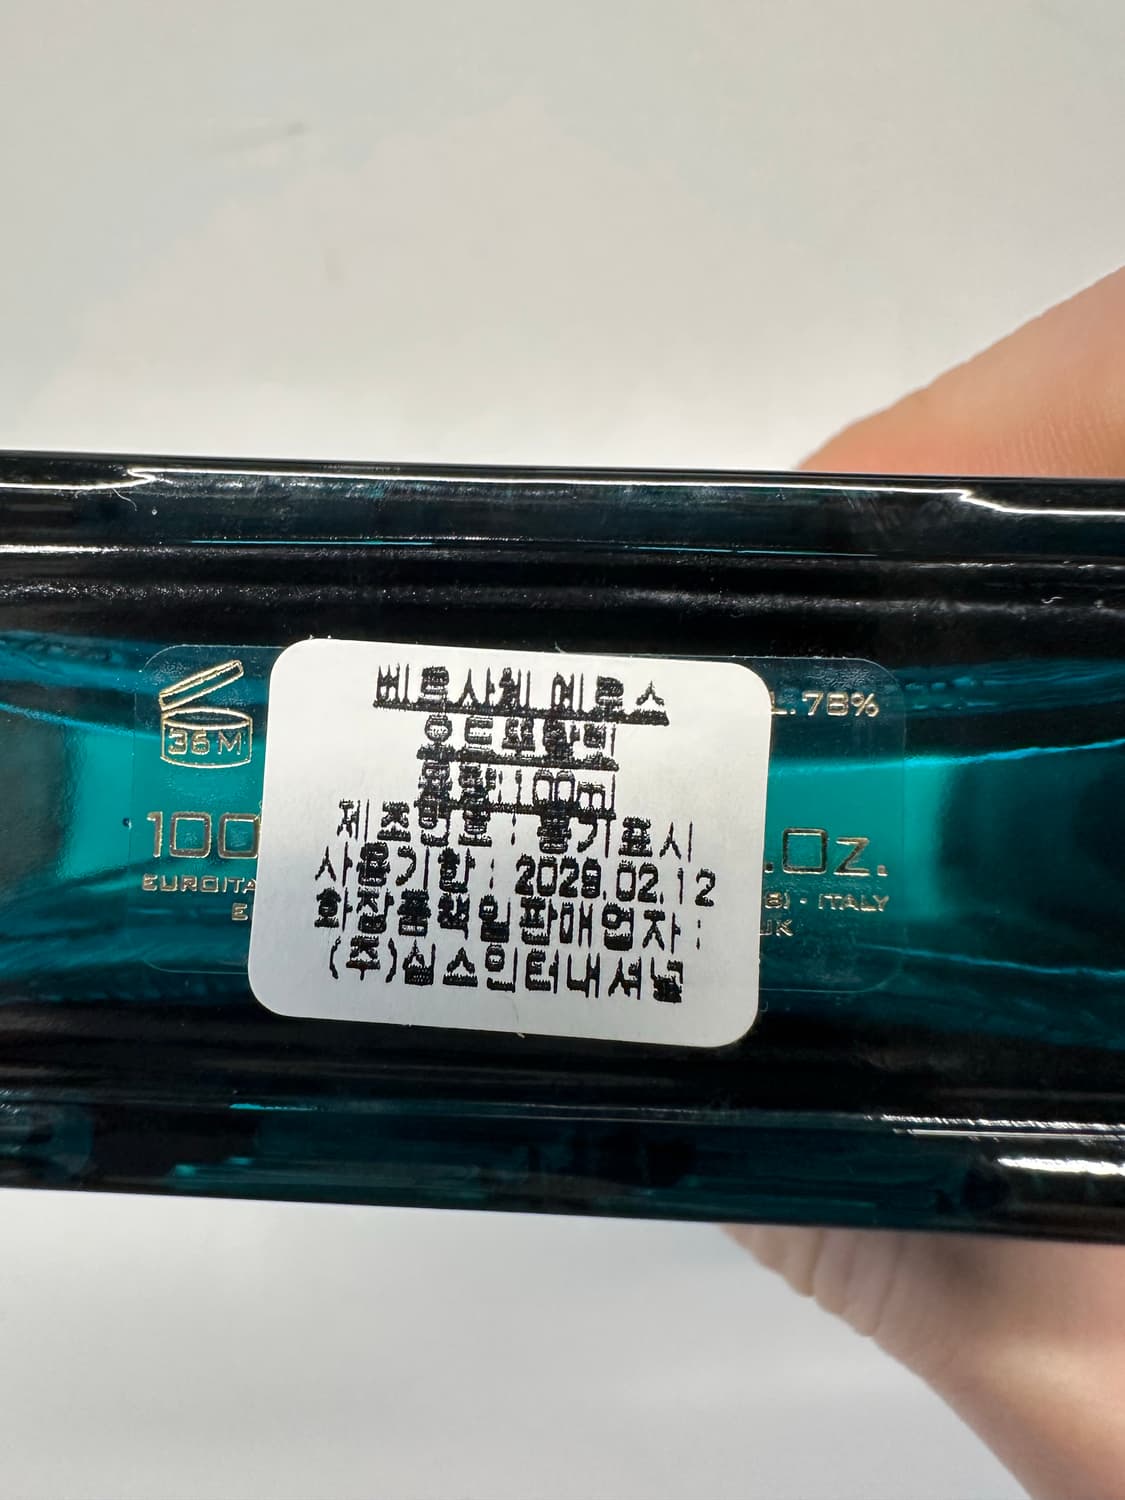 베르사체 에로스
오드뚜왈렛
용량:100ml
제조번호 : 용기표시
사용기한 : 2028.02.12
화장품책임판매업자 :
(주)실스인터내셔널
36 M
L. 78%
100
.OZ.
EUROITA
- ITALY
E
UK